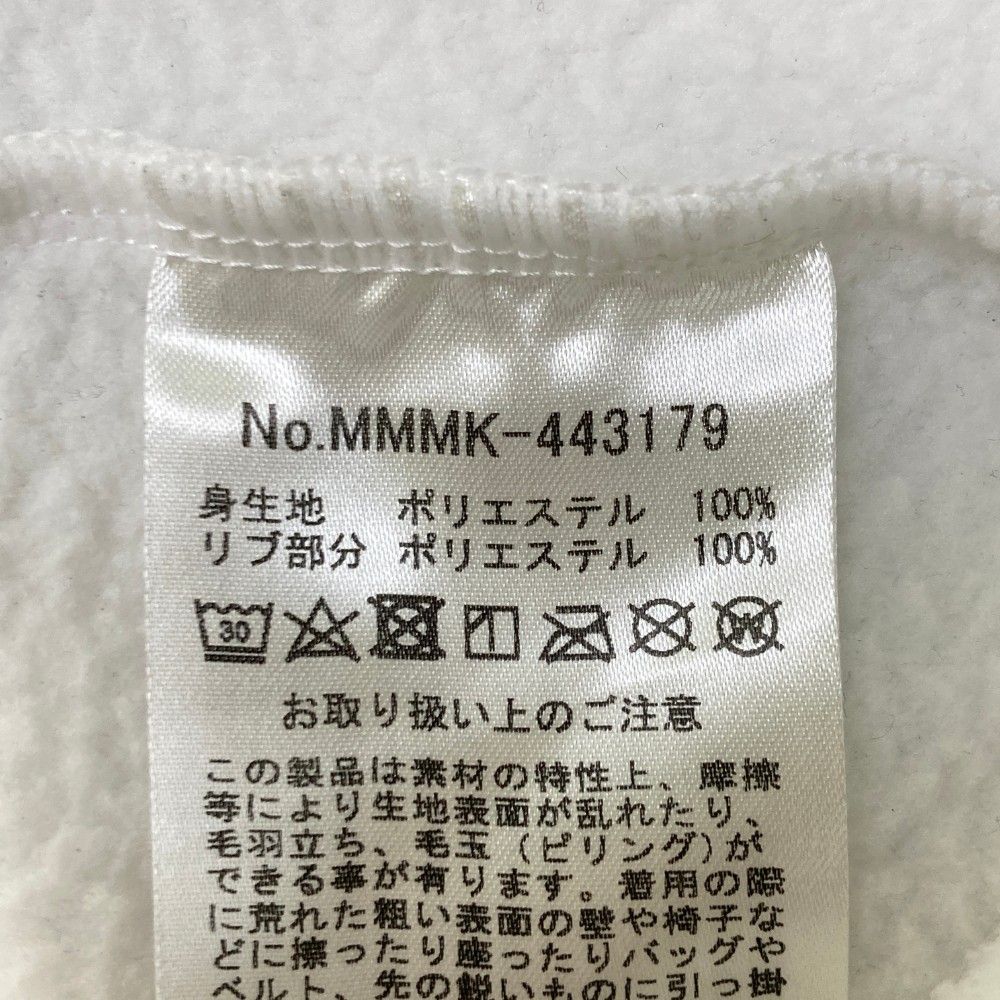 No.MMMK-443179
身生地 ポリエステル 100%
リブ部分 ポリエステル 100%
30
W
お取り扱い上のご注意
この製品は素材の特性上、摩擦
等により生地表面が乱れたり、
毛羽立ち、毛玉(ピリング)が
できる事が有ります。着用の際
に荒れた粗い表面の壁や椅子な
どに擦ったり座ったりバッグや
ベルト、先の鋭いものに引っ掛